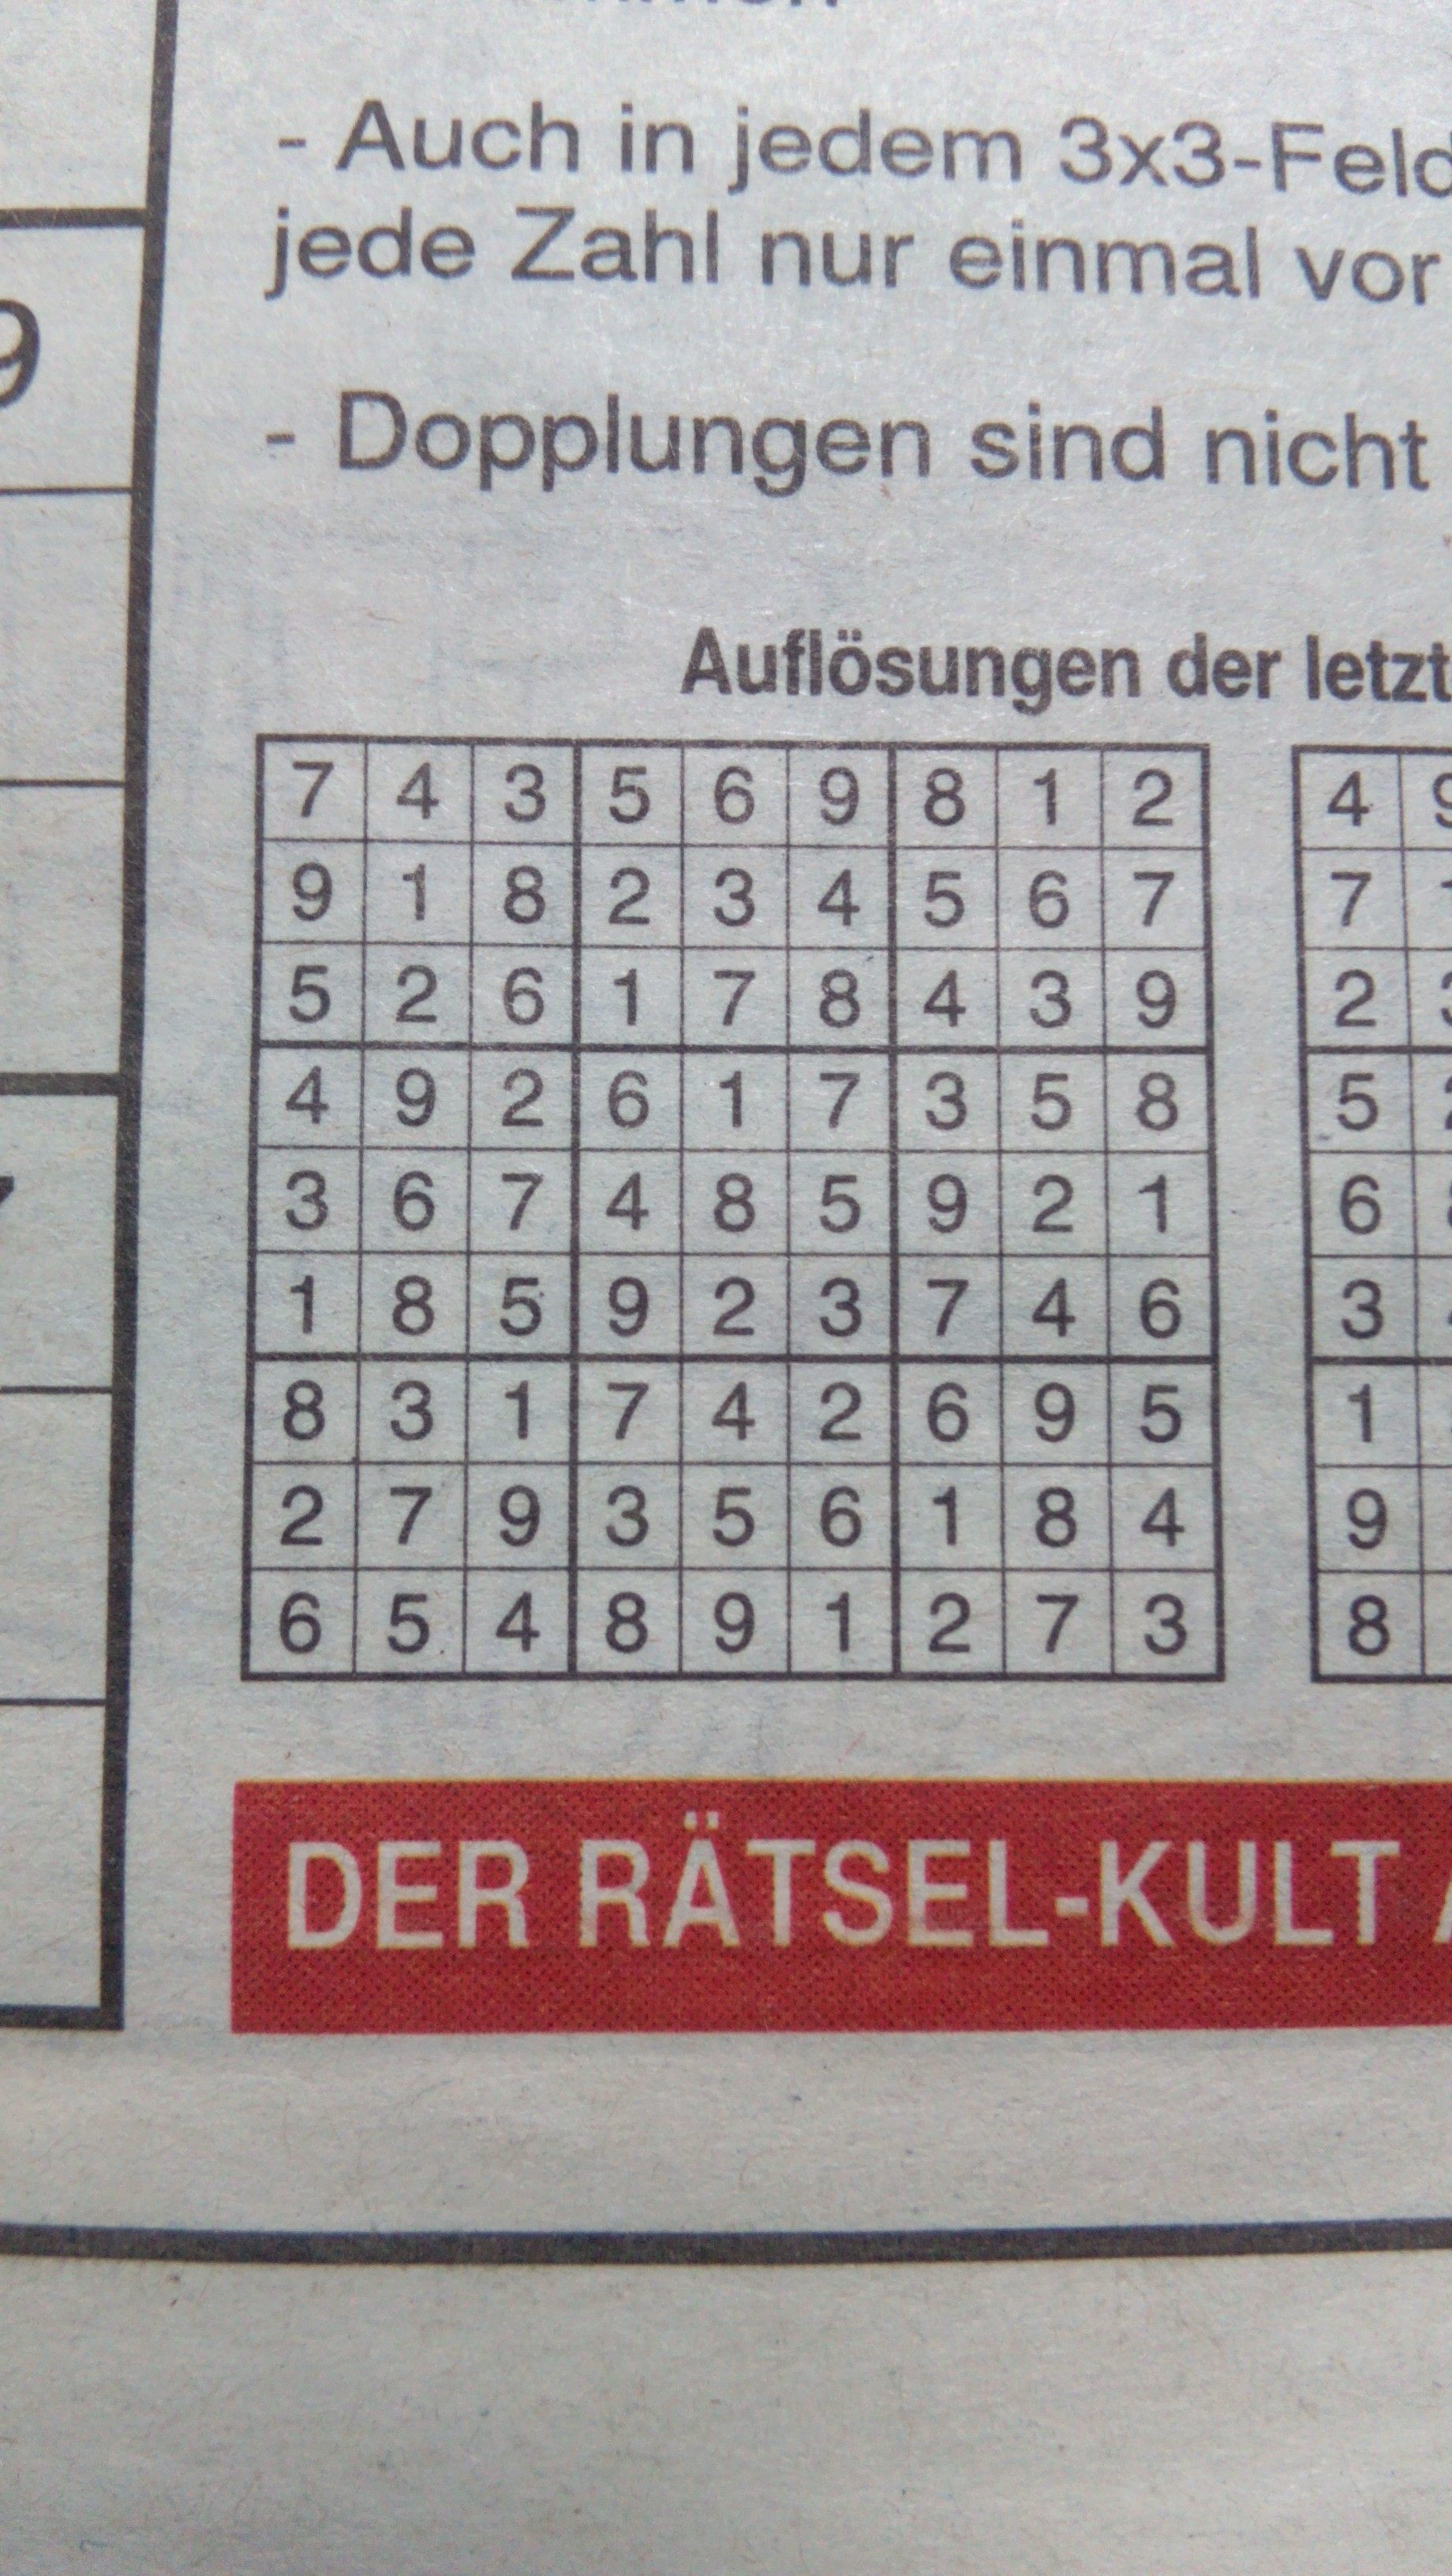 - Auch in jedem 3x3-Feld
jede Zahl nur einmal vor
- Dopplungen sind nicht
Auflösungen der letzt
7 4 3 5 6 9 8 1 2
9 1 8 2 3 4 5 6 7
5 2 6 1 7 8 4 3 9
4 9 2 6 1 7 3 5 8
3 6 7 4 8 5 9 2 1
1 8 5 9 2 3 7 4 6
8 3 1 7 4 2 6 9 5
2 7 9 3 5 6 1 8 4
6 5 4 8 9 1 2 7 3
4 9
7
2 3
5 2
6
3
1
9
8
9
DER RÄTSEL-KULT